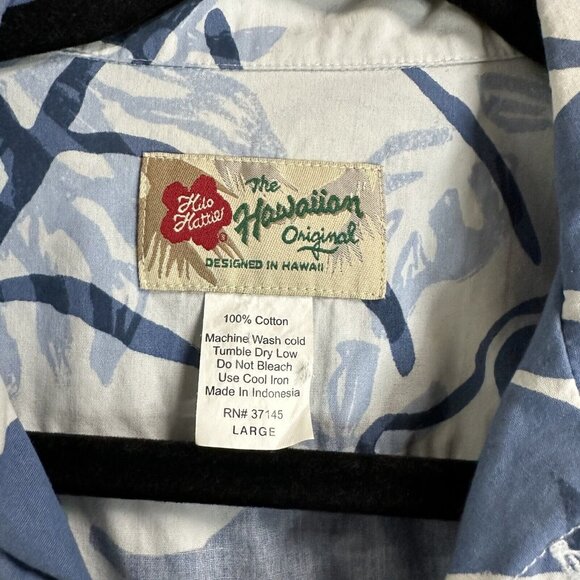 Hilo
Hattie
The
Hawaiian
Original
DESIGNED IN HAWAII
100% Cotton
Machine Wash cold
Tumble Dry Low
Do Not Bleach
Use Cool Iron
Made In Indonesia
RN# 37145
LARGE